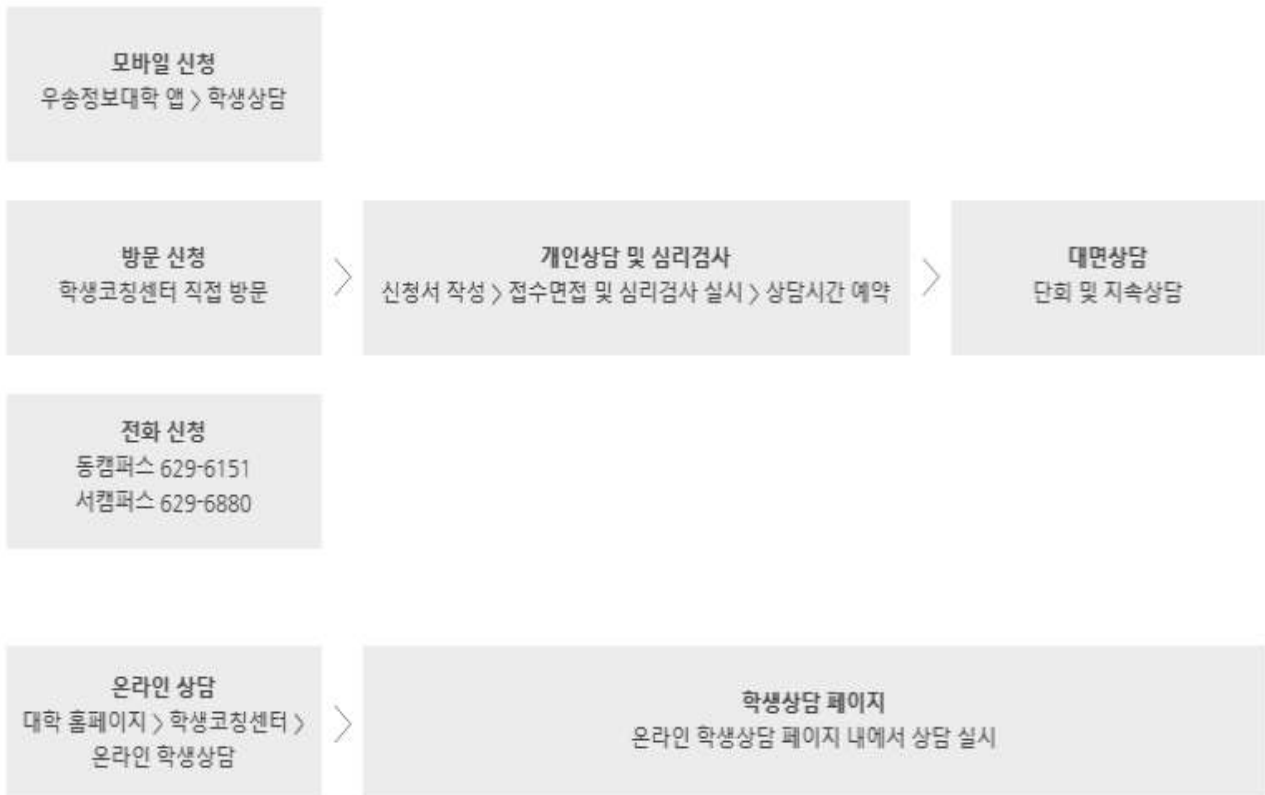 모바일 신청
우송정보대학 앱 > 학생상담
방문 신청
학생코칭센터 직접 방문
>
개인상담 및 심리검사
신청서 작성 > 접수면접 및 심리검사 실시 > 상담시간 예약
>
대면상담
단회 및 지속상담
전화 신청
동캠퍼스 629-6151
서캠퍼스 629-6880
온라인 상담
대학 홈페이지 > 학생코칭센터 >
온라인 학생상담
>
학생상담 페이지
온라인 학생상담 페이지 내에서 상담 실시